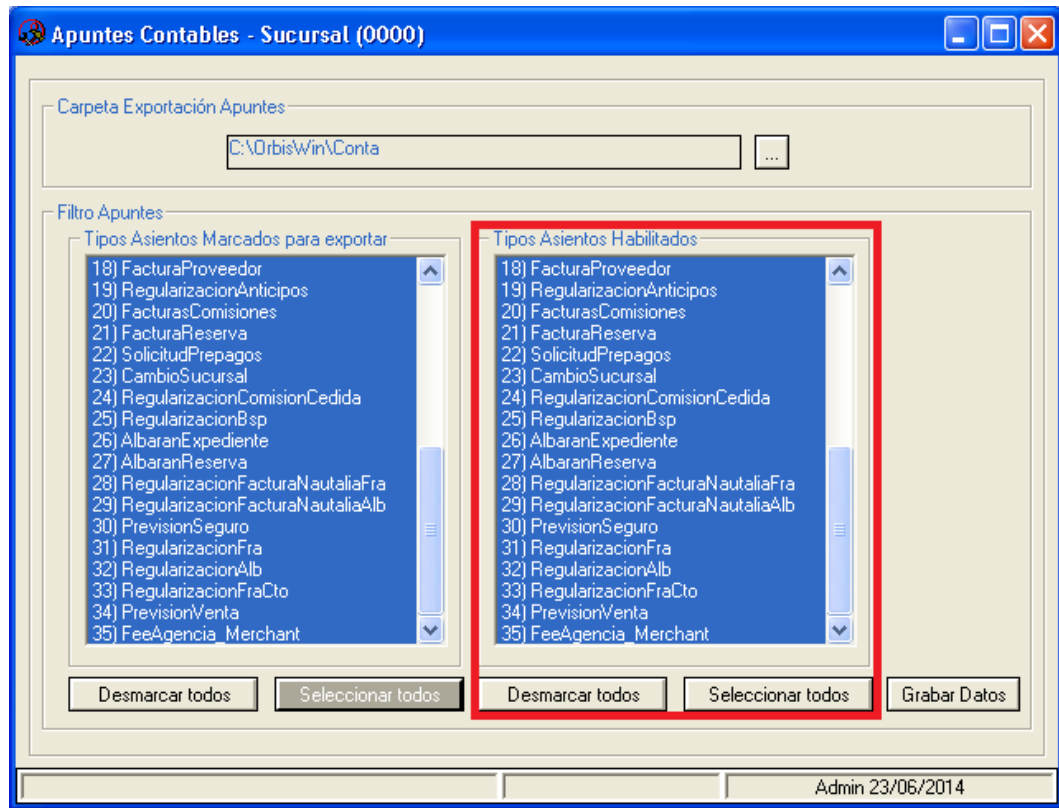 Apuntes Contables - Sucursal (0000)
Carpeta Exportación Apuntes
C:\OrbisWin\Conta
...
Filtro Apuntes
Tipos Asientos Marcados para exportar
18) FacturaProveedor
19) RegularizacionAnticipos
20) FacturasComisiones
21) FacturaReserva
22) SolicitudPrepagos
23) CambioSucursal
24) RegularizacionComisionCedida
25) RegularizacionBsp
26) AlbaranExpediente
27) AlbaranReserva
28) RegularizacionFacturaNautaliaFra
29) RegularizacionFacturaNautaliaAlb
30) PrevisionSeguro
31) RegularizacionFra
32) RegularizacionAlb
33) RegularizacionFraCto
34) PrevisionVenta
35) FeeAgencia_Merchant
Tipos Asientos Habilitados
18) FacturaProveedor
19) RegularizacionAnticipos
20) FacturasComisiones
21) FacturaReserva
22) SolicitudPrepagos
23) CambioSucursal
24) RegularizacionComisionCedida
25) RegularizacionBsp
26) AlbaranExpediente
27) AlbaranReserva
28) RegularizacionFacturaNautaliaFra
29) RegularizacionFacturaNautaliaAlb
30) PrevisionSeguro
31) RegularizacionFra
32) RegularizacionAlb
33) RegularizacionFraCto
34) PrevisionVenta
35) FeeAgencia_Merchant
Desmarcar todos Seleccionar todos Desmarcar todos Seleccionar todos Grabar Datos
Admin 23/06/2014